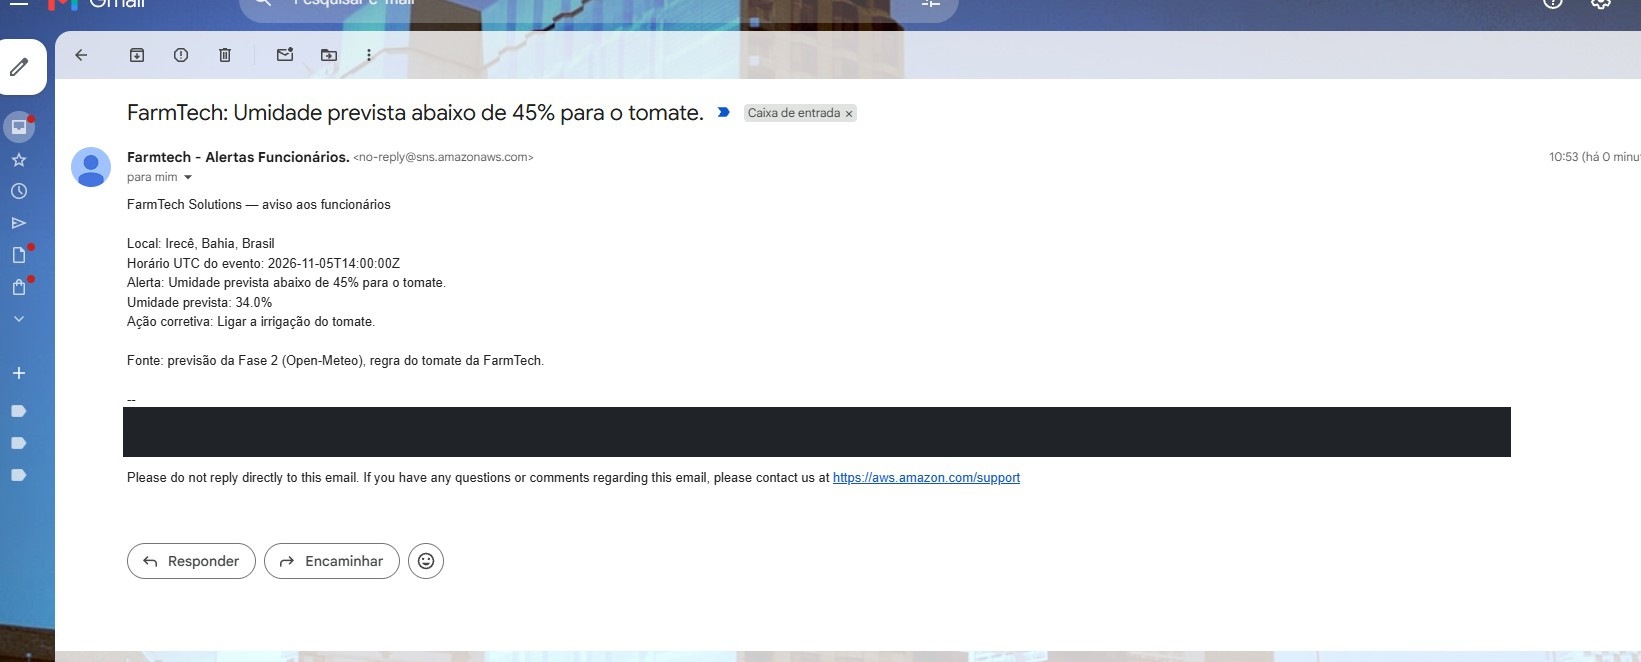 Gmail
Pesquisar e-mail
FarmTech: Umidade prevista abaixo de 45% para o tomate.
Caixa de entrada ×
Farmtech - Alertas Funcionários. <no-reply@sns.amazonaws.com>
10:53 (há 0 minut
para mim
FarmTech Solutions — aviso aos funcionários
Local: Irecê, Bahia, Brasil
Horário UTC do evento: 2026-11-05T14:00:00Z
Alerta: Umidade prevista abaixo de 45% para o tomate.
Umidade prevista: 34.0%
Ação corretiva: Ligar a irrigação do tomate.
Fonte: previsão da Fase 2 (Open-Meteo), regra do tomate da FarmTech.
--
Please do not reply directly to this email. If you have any questions or comments regarding this email, please contact us at https://aws.amazon.com/support
Responder
Encaminhar